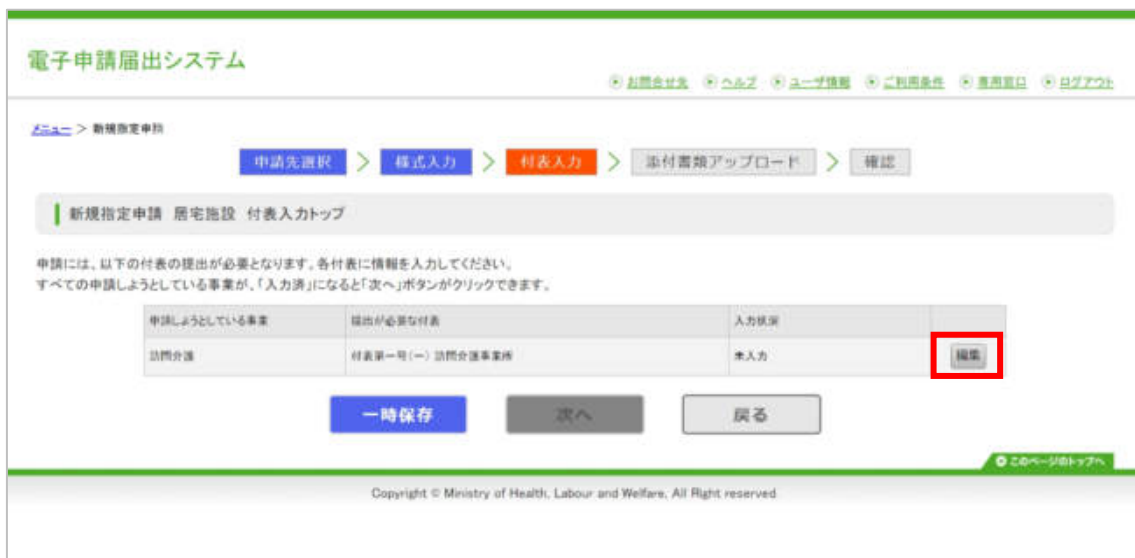 電子申請届出システム
お問合せ先 ヘルプ ユーザ情報 ご利用条件 専用窓口 ログアウト
メニュー > 新規指定申請
申請先選択 > 様式入力 > 付表入力 > 添付書類アップロード > 確認
新規指定申請 居宅施設 付表入力トップ
申請には、以下の付表の提出が必要となります。各付表に情報を入力してください。
すべての申請しようとしている事業が、「入力済」になると「次へ」ボタンがクリックできます。
申請しようとしている事業 提出が必要な付表 入力状況
訪問介護 付表第一号(一) 訪問介護事業所 未入力 編集
一時保存 次へ 戻る
このページのトップへ
Copyright © Ministry of Health, Labour and Welfare, All Right reserved.